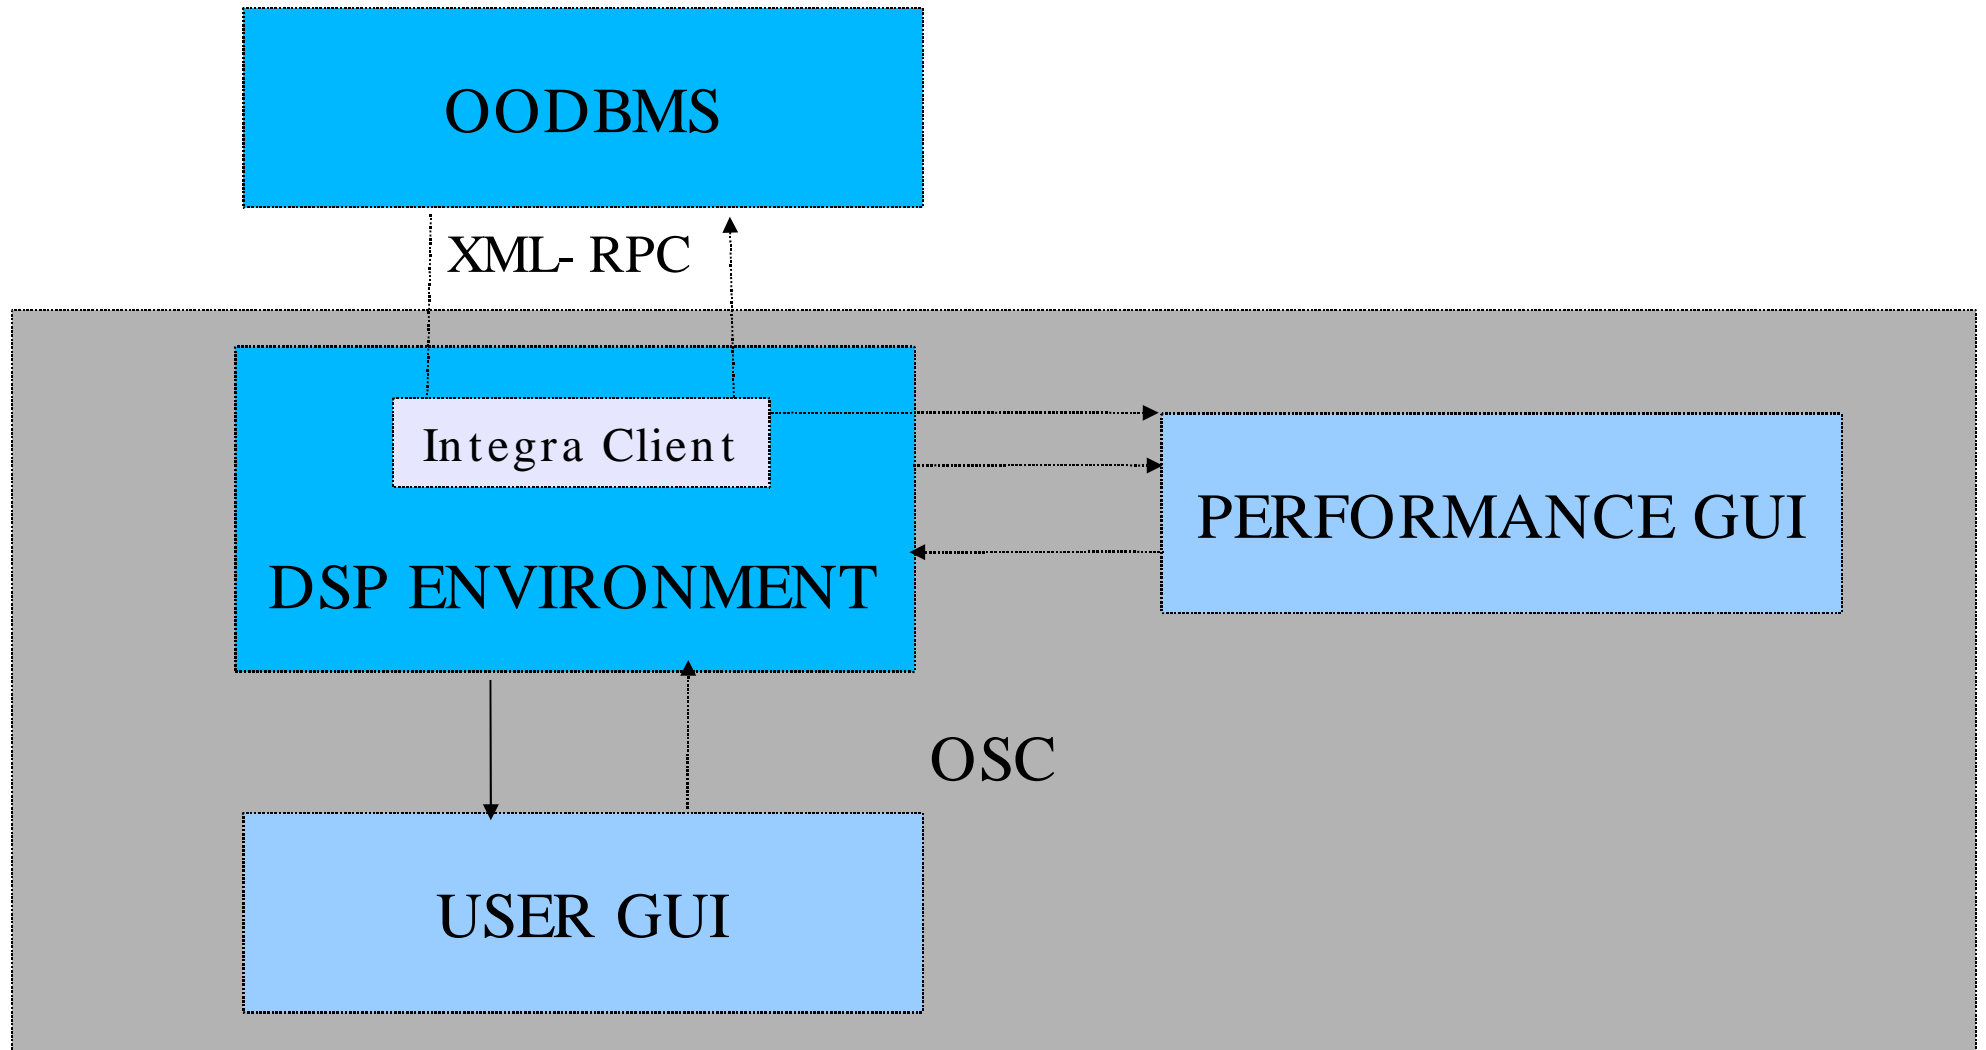 OODBMS
XML- RPC
Integra Client
PERFORMANCE GUI
DSP ENVIRONMENT
OSC
USER GUI